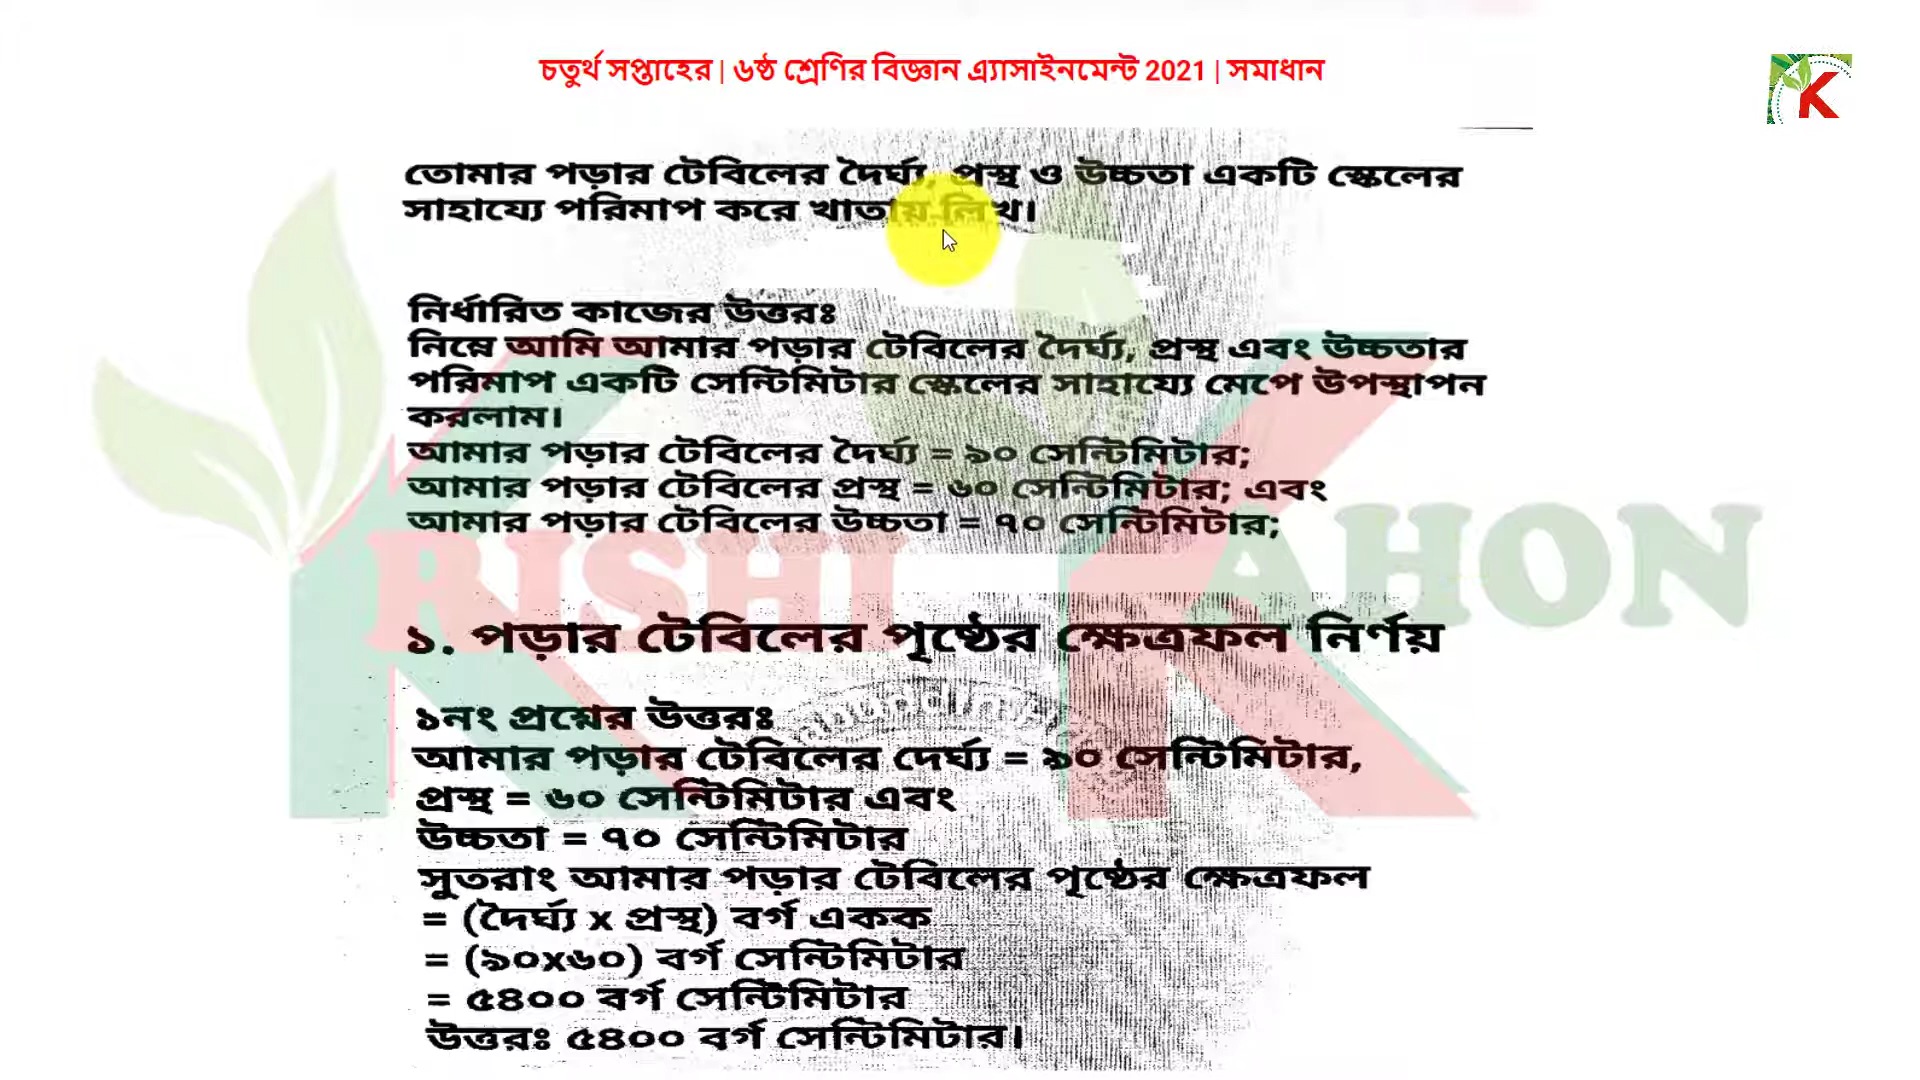 চতুর্থ সপ্তাহের | ৬ষ্ঠ শ্রেণির বিজ্ঞান এ্যাসাইনমেন্ট 2021 | সমাধান
K
তোমার পড়ার টেবিলের দৈর্ঘ্য, প্রস্থ ও উচ্চতা একটি স্কেলের
সাহায্যে পরিমাপ করে খাতায় লিখ।
নির্ধারিত কাজের উত্তরঃ
নিম্নে আমি আমার পড়ার টেবিলের দৈর্ঘ্য, প্রস্থ এবং উচ্চতার
পরিমাপ একটি সেন্টিমিটার স্কেলের সাহায্যে মেপে উপস্থাপন
করলাম।
আমার পড়ার টেবিলের দৈর্ঘ্য = ৯০ সেন্টিমিটার;
আমার পড়ার টেবিলের প্রস্থ = ৬০ সেন্টিমিটার; এবং
আমার পড়ার টেবিলের উচ্চতা = ৭০ সেন্টিমিটার;
KRISHI KAHON
১. পড়ার টেবিলের পৃষ্ঠের ক্ষেত্রফল নির্ণয়
১নং প্রশ্নের উত্তরঃ
আমার পড়ার টেবিলের দের্ঘ্য = ৯০ সেন্টিমিটার,
প্রস্থ = ৬০ সেন্টিমিটার এবং
উচ্চতা = ৭০ সেন্টিমিটার
সুতরাং আমার পড়ার টেবিলের পৃষ্ঠের ক্ষেত্রফল
= (দৈর্ঘ্য x প্রস্থ) বর্গ একক
= (৯০x৬০) বর্গ সেন্টিমিটার
= ৫৪০০ বর্গ সেন্টিমিটার
উত্তরঃ ৫৪০০ বর্গ সেন্টিমিটার।